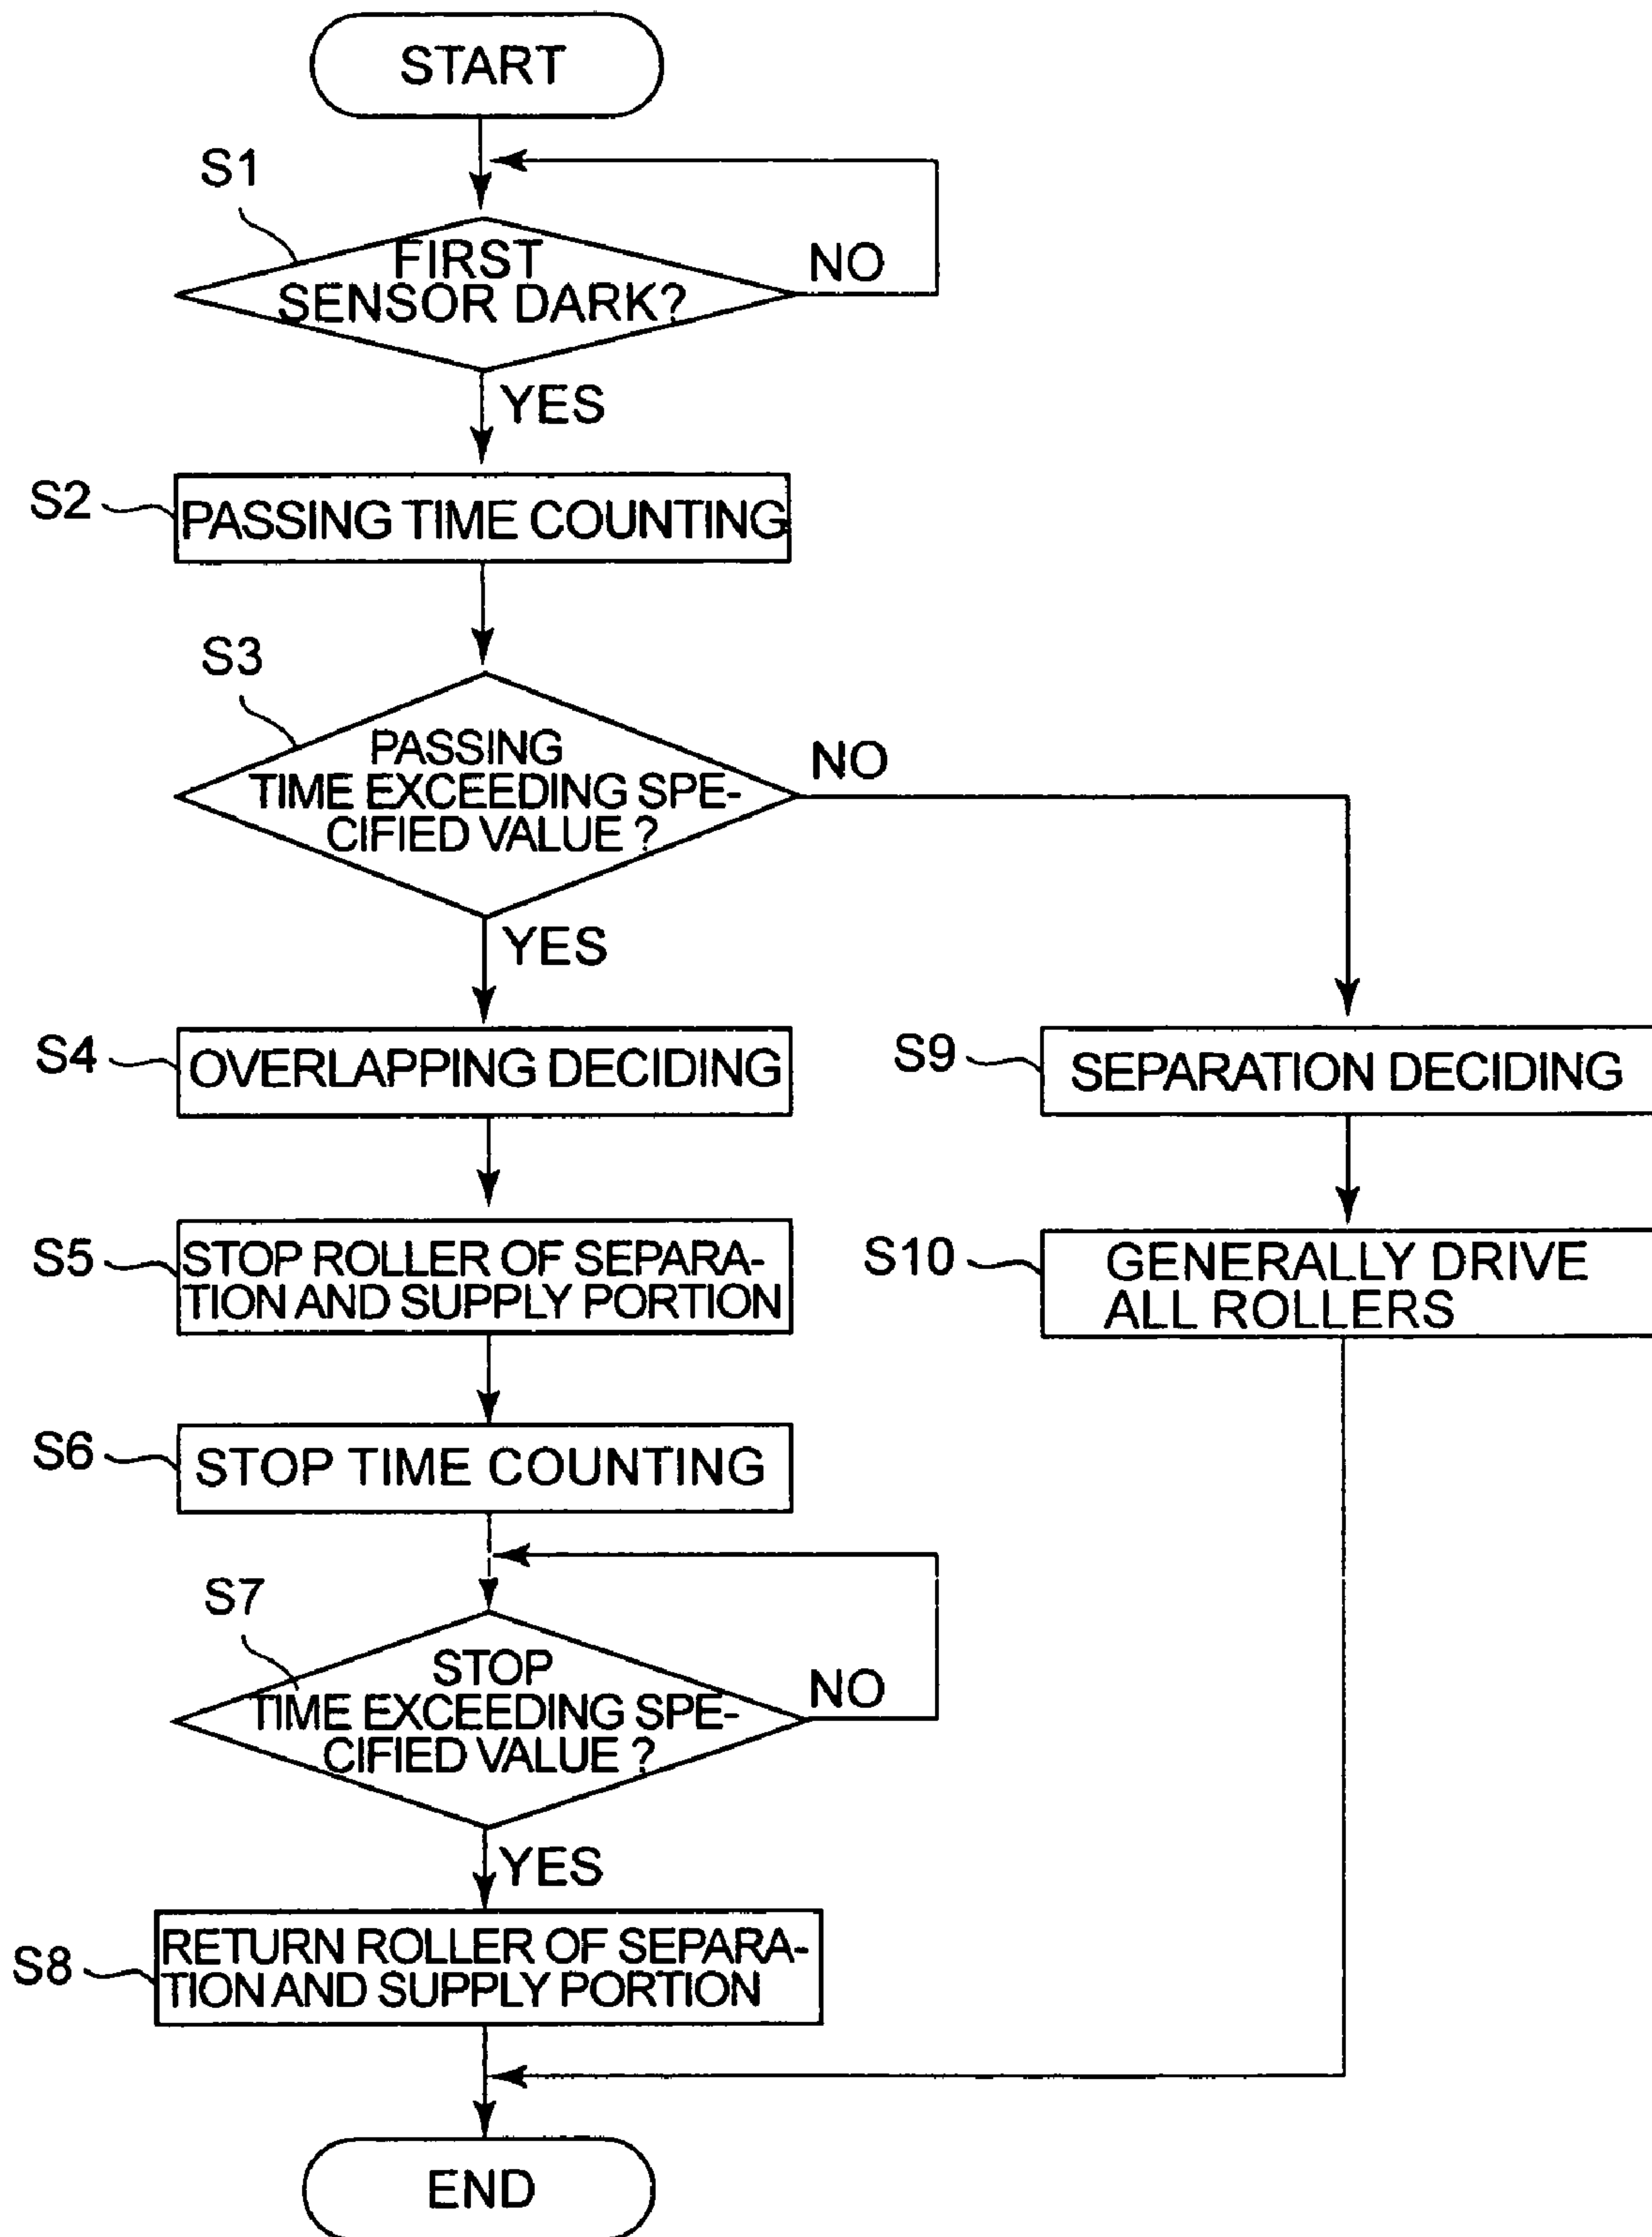 START
S1
FIRST
SENSOR DARK?
NO
YES
S2
PASSING TIME COUNTING
S3
PASSING
TIME EXCEEDING SPE-
CIFIED VALUE ?
NO
YES
S4
OVERLAPPING DECIDING
S9
SEPARATION DECIDING
S5
STOP ROLLER OF SEPARA-
TION AND SUPPLY PORTION
S10
GENERALLY DRIVE
ALL ROLLERS
S6
STOP TIME COUNTING
S7
STOP
TIME EXCEEDING SPE-
CIFIED VALUE ?
NO
YES
S8
RETURN ROLLER OF SEPARA-
TION AND SUPPLY PORTION
END